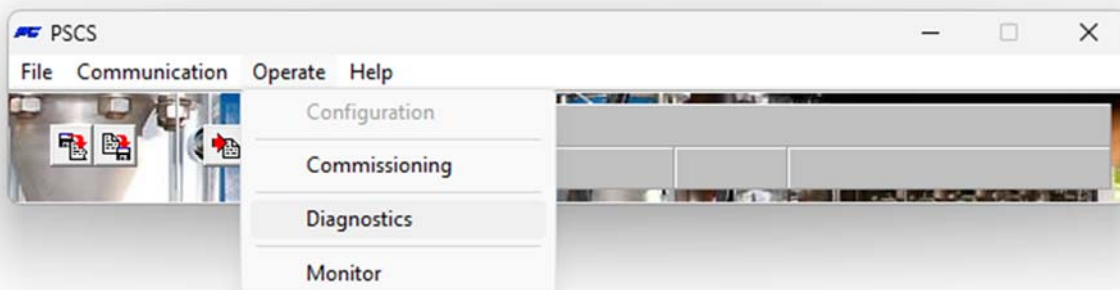 PSCS
File Communication Operate Help
Configuration
Commissioning
Diagnostics
Monitor